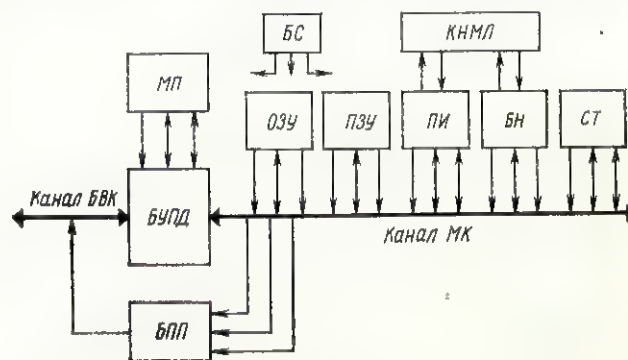 БС
КНМЛ
МП
ОЗУ
ПЗУ
ПИ
БН
СТ
Канал БВК
БУПД
Канал МК
БПП